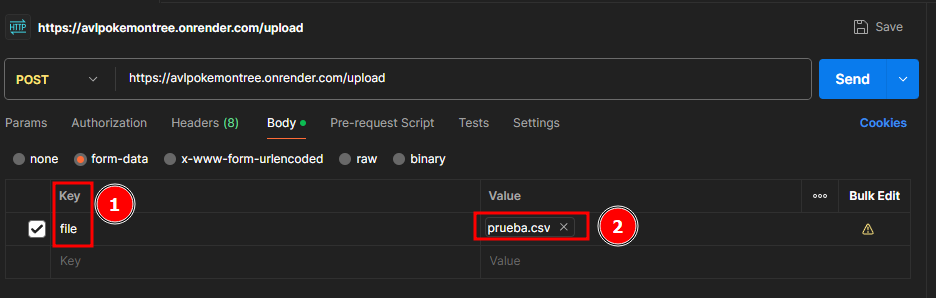 HTTP https://avlpokemontree.onrender.com/upload Save
POST https://avlpokemontree.onrender.com/upload Send
Params Authorization Headers (8) Body Pre-request Script Tests Settings Cookies
none form-data x-www-form-urlencoded raw binary
Key Value Bulk Edit
1
file prueba.csv
2
Key Value